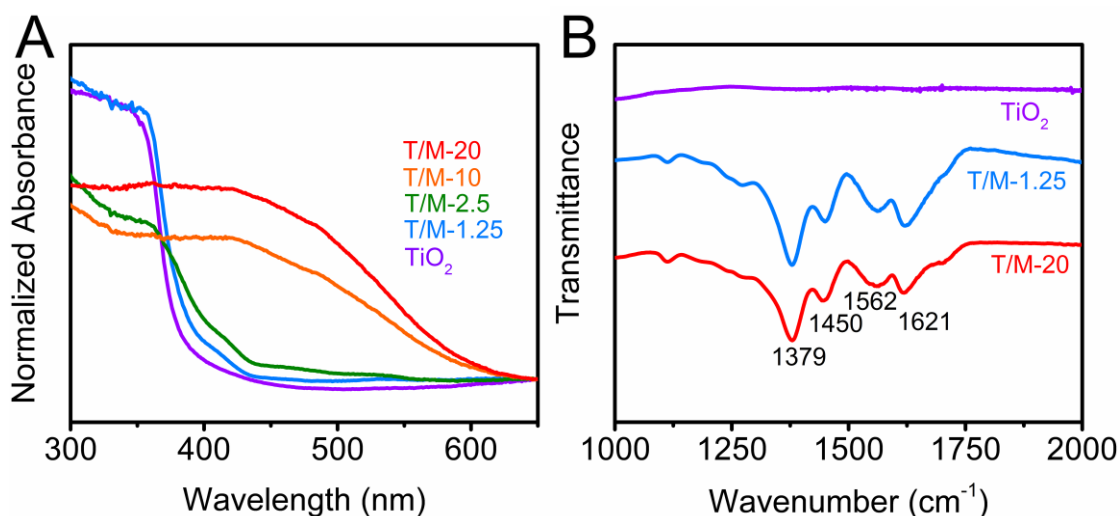 A
Normalized Absorbance
T/M-20
T/M-10
T/M-2.5
T/M-1.25
TiO₂
300
400
500
600
Wavelength (nm)
B
Transmittance
TiO₂
T/M-1.25
T/M-20
1562
1450
1621
1379
1000
1250
1500
1750
2000
Wavenumber (cm⁻¹)